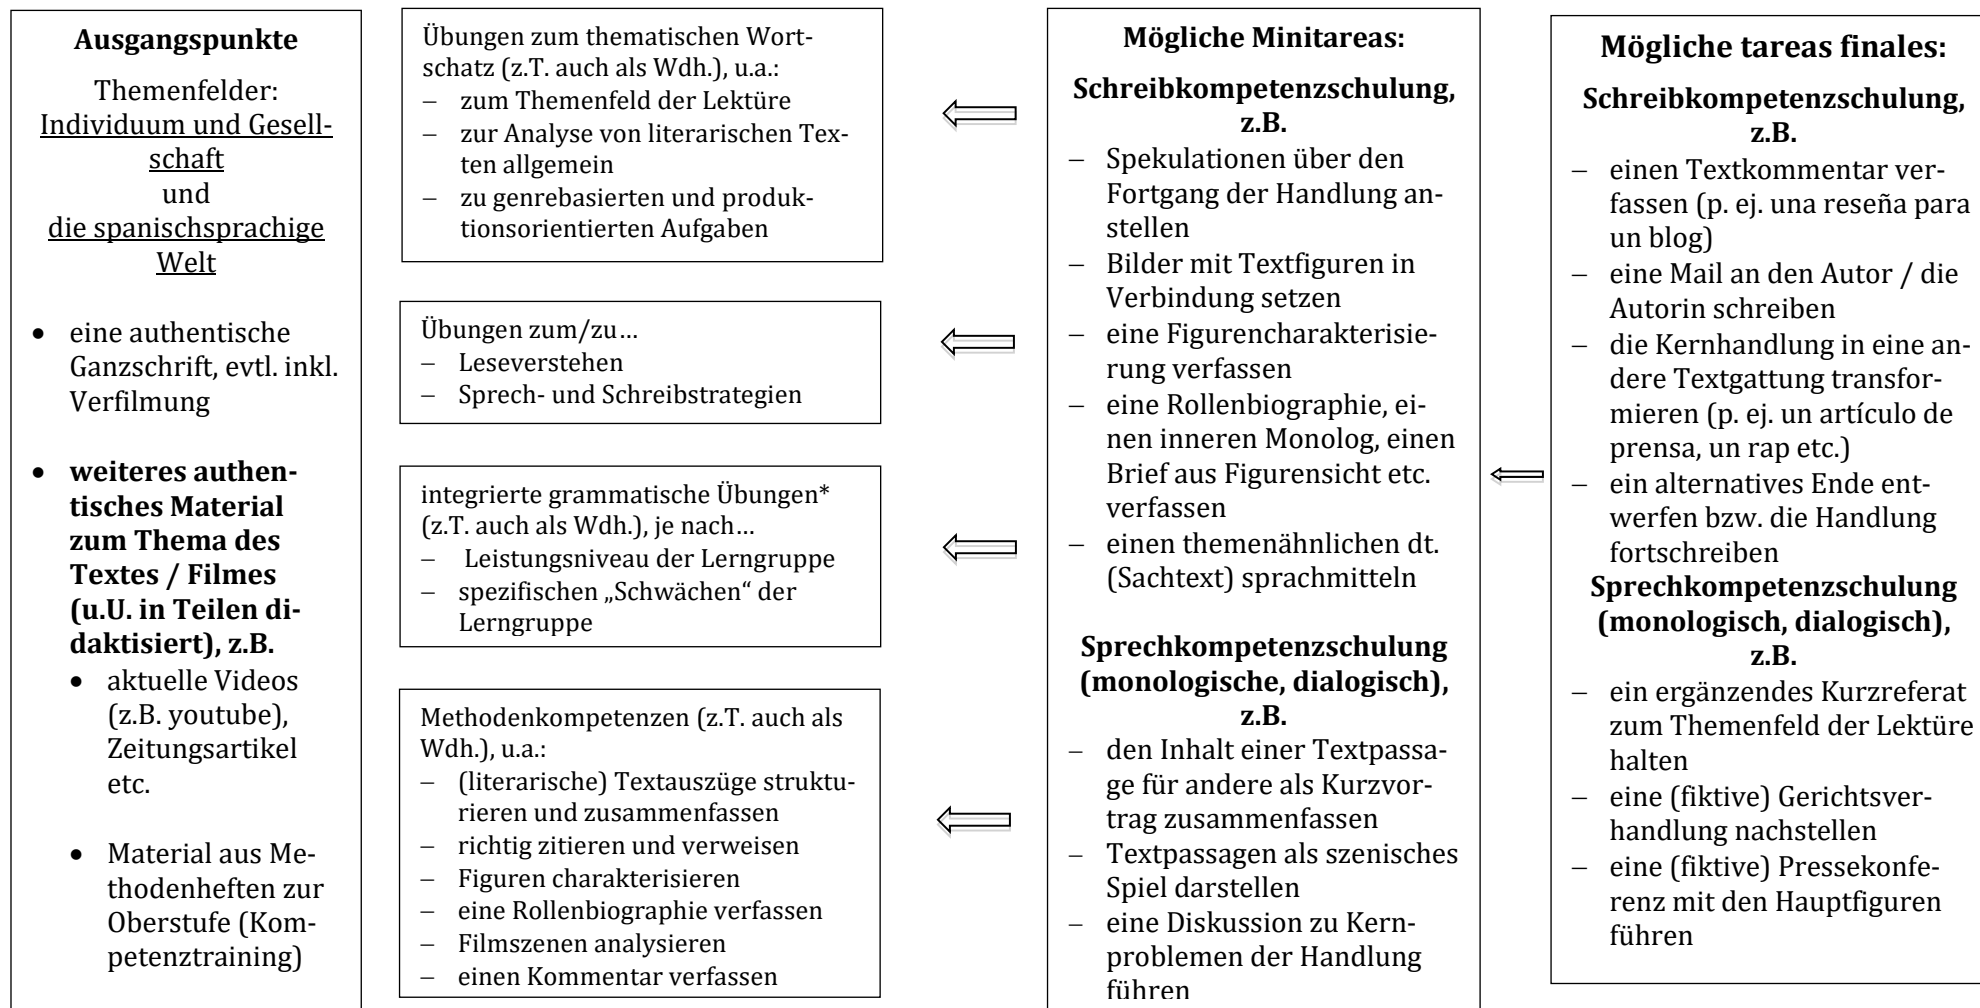 Ausgangspunkte
Themenfelder:
Individuum und Gesell-
schaft
und
die spanischsprachige
Welt
• eine authentische
Ganzschrift, evtl. inkl.
Verfilmung
• weiteres authen-
tisches Material
zum Thema des
Textes / Filmes
(u.U. in Teilen di-
daktisiert), z.B.
• aktuelle Videos
(z.B. youtube),
Zeitungsartikel
etc.
• Material aus Me-
thodenheften zur
Oberstufe (Kom-
petenztraining)
Übungen zum thematischen Wort-
schatz (z.T. auch als Wdh.), u.a.:
− zum Themenfeld der Lektüre
− zur Analyse von literarischen Tex-
ten allgemein
− zu genrebasierten und produk-
tionsorientierten Aufgaben
Übungen zum/zu…
− Leseverstehen
− Sprech- und Schreibstrategien
integrierte grammatische Übungen*
(z.T. auch als Wdh.), je nach…
− Leistungsniveau der Lerngruppe
− spezifischen „Schwächen“ der
Lerngruppe
Methodenkompetenzen (z.T. auch als
Wdh.), u.a.:
− (literarische) Textauszüge struktu-
rieren und zusammenfassen
− richtig zitieren und verweisen
− Figuren charakterisieren
− eine Rollenbiographie verfassen
− Filmszenen analysieren
− einen Kommentar verfassen
Mögliche Minitareas:
Schreibkompetenzschulung,
z.B.
− Spekulationen über den
Fortgang der Handlung an-
stellen
− Bilder mit Textfiguren in
Verbindung setzen
− eine Figurencharakterisie-
rung verfassen
− eine Rollenbiographie, ei-
nen inneren Monolog, einen
Brief aus Figurensicht etc.
verfassen
− einen themenähnlichen dt.
(Sachtext) sprachmitteln
Sprechkompetenzschulung
(monologische, dialogisch),
z.B.
− den Inhalt einer Textpassa-
ge für andere als Kurzvor-
trag zusammenfassen
− Textpassagen als szenisches
Spiel darstellen
− eine Diskussion zu Kern-
problemen der Handlung
führen
Mögliche tareas finales:
Schreibkompetenzschulung,
z.B.
− einen Textkommentar ver-
fassen (p. ej. una reseña para
un blog)
− eine Mail an den Autor / die
Autorin schreiben
− die Kernhandlung in eine an-
dere Textgattung transfor-
mieren (p. ej. un artículo de
prensa, un rap etc.)
− ein alternatives Ende ent-
werfen bzw. die Handlung
fortschreiben
Sprechkompetenzschulung
(monologisch, dialogisch),
z.B.
− ein ergänzendes Kurzreferat
zum Themenfeld der Lektüre
halten
− eine (fiktive) Gerichtsver-
handlung nachstellen
− eine (fiktive) Pressekonfe-
renz mit den Hauptfiguren
führen